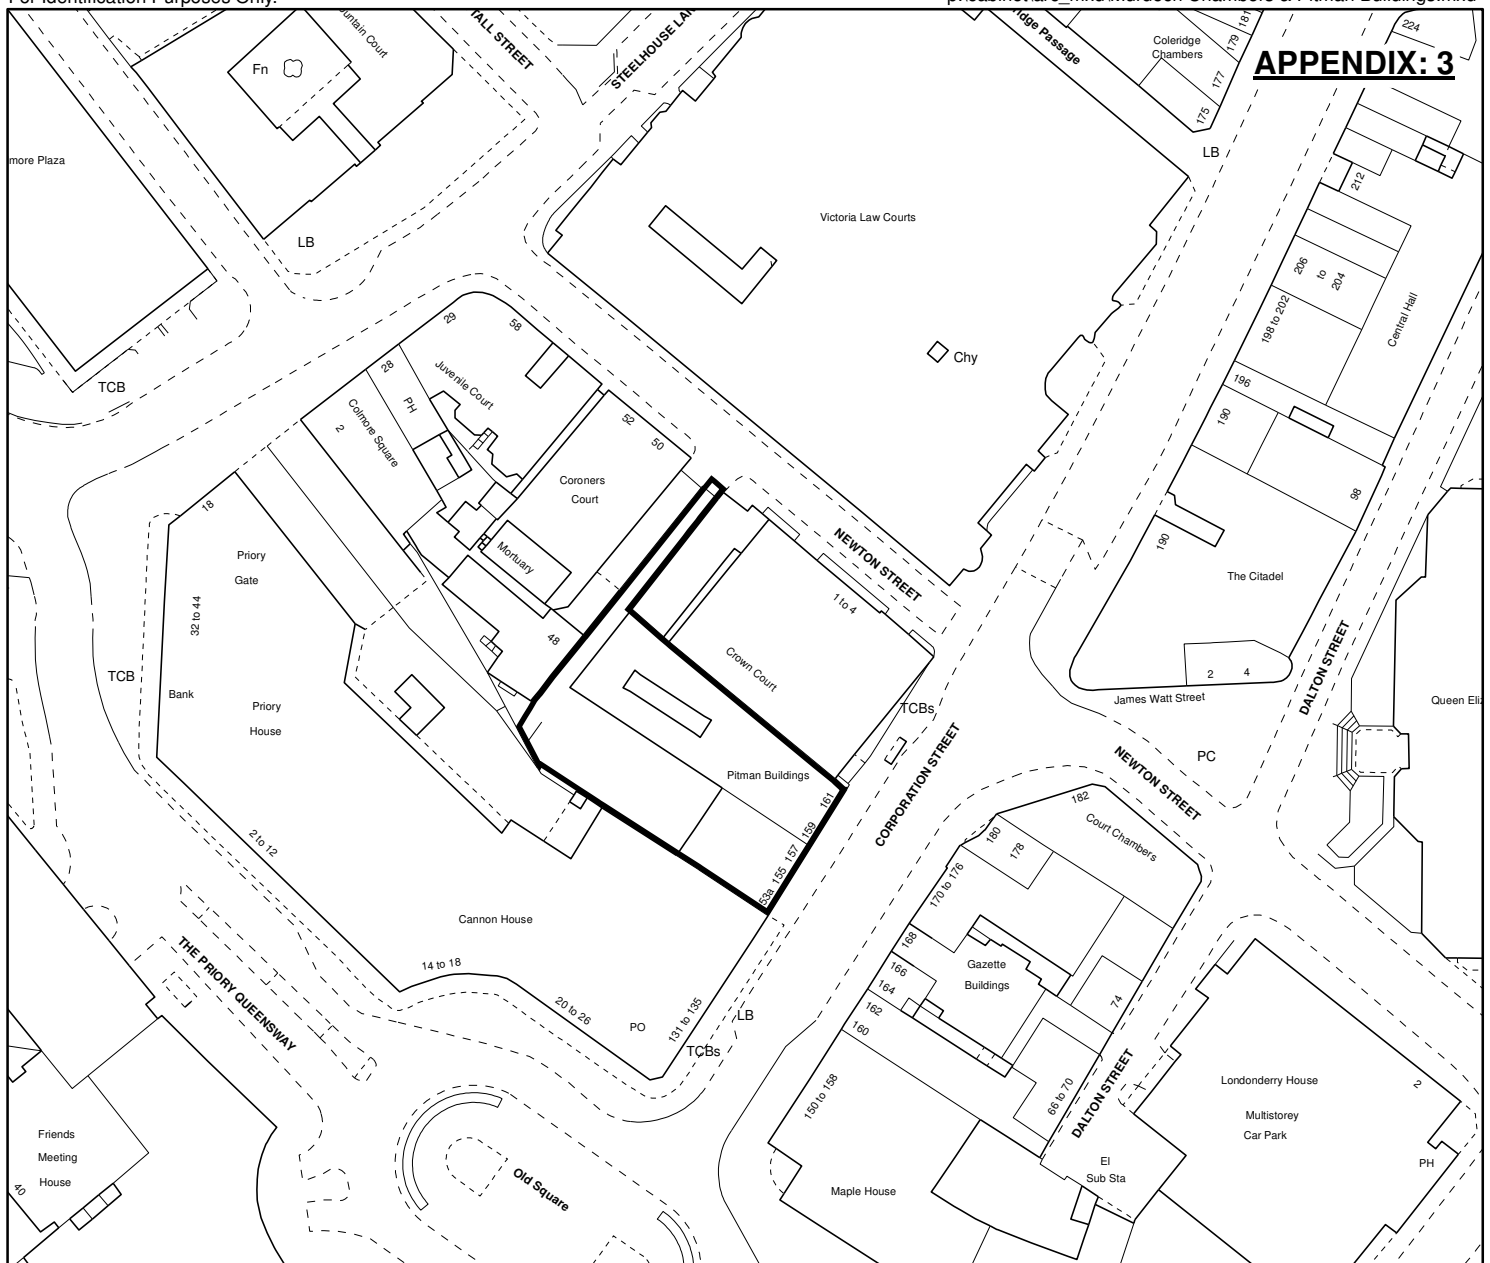 For Identification Purposes Only.
APPENDIX: 3
Fn
STEELHOUSE
Coleridge
Chambers
181
179
177
175
224
LB
LB
Victoria Law Courts
212
206
to
204
198 to 202
Central Hall
Chy
TCB
29
58
28
PH
Juvenile Court
2
Colmore Square
52
50
196
190
Coroners
Court
98
18
Priory
Gate
Mortuary
NEWTON STREET
190
The Citadel
32 to 44
48
1 to 4
Crown Court
2
4
DALTON STREET
TCB
Bank
Priory
House
TCBs
James Watt Street
CORPORATION STREET
PC
NEWTON STREET
Pitman Buildings
161
159
157
155
53a
182
180
178
Court Chambers
2 to 12
170 to 176
Cannon House
168
THE PRIORY QUEENSWAY
14 to 18
166
164
162
160
Gazette
Buildings
74
20 to 26
PO
131 to 135
LB
TCBs
150 to 158
66 to 70
DALTON STREET
Londonderry House
2
Multistorey
Car Park
Friends
Meeting
House
40
Old Square
El
Sub Sta
PH
Maple House